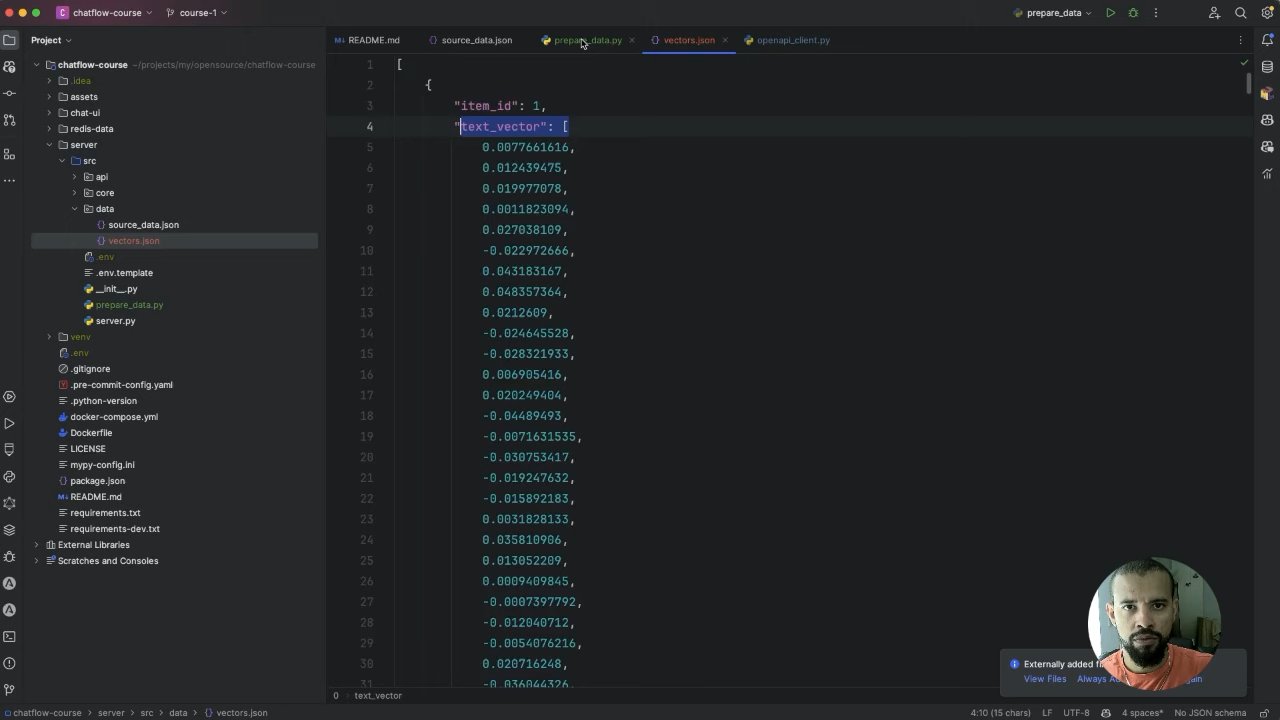 C chatflow-course course-1 prepare_data
Project
README.md source_data.json prepare_data.py vectors.json openapi_client.py
chatflow-course ~/projects/my/opensource/chatflow-course
.idea
assets
chat-ui
redis-data
server
src
api
core
data
source_data.json
vectors.json
.env
.env.template
__init__.py
prepare_data.py
server.py
venv
.env
.gitignore
.pre-commit-config.yaml
.python-version
docker-compose.yml
Dockerfile
LICENSE
mypy-config.ini
package.json
README.md
requirements.txt
requirements-dev.txt
External Libraries
Scratches and Consoles
1 [
2 {
3 "item_id": 1,
4 "text_vector": [
5 0.0077661616,
6 0.012439475,
7 0.019977078,
8 0.0011823094,
9 0.027038109,
10 -0.022972666,
11 0.043183167,
12 0.048357364,
13 0.0212609,
14 -0.024645528,
15 -0.028321933,
16 0.006905416,
17 0.020249404,
18 -0.04489493,
19 -0.0071631535,
20 -0.030753417,
21 -0.019247632,
22 -0.015892183,
23 0.0031828133,
24 0.035810906,
25 0.013052209,
26 0.0009409845,
27 -0.0007397792,
28 -0.012040712,
29 -0.0054076216,
30 0.020716248,
31 -0.036044326,
Externally added
View Files Always
0 text_vector
chatflow-course server src data vectors.json 4:10 (15 chars) LF UTF-8 4 spaces* No JSON schema